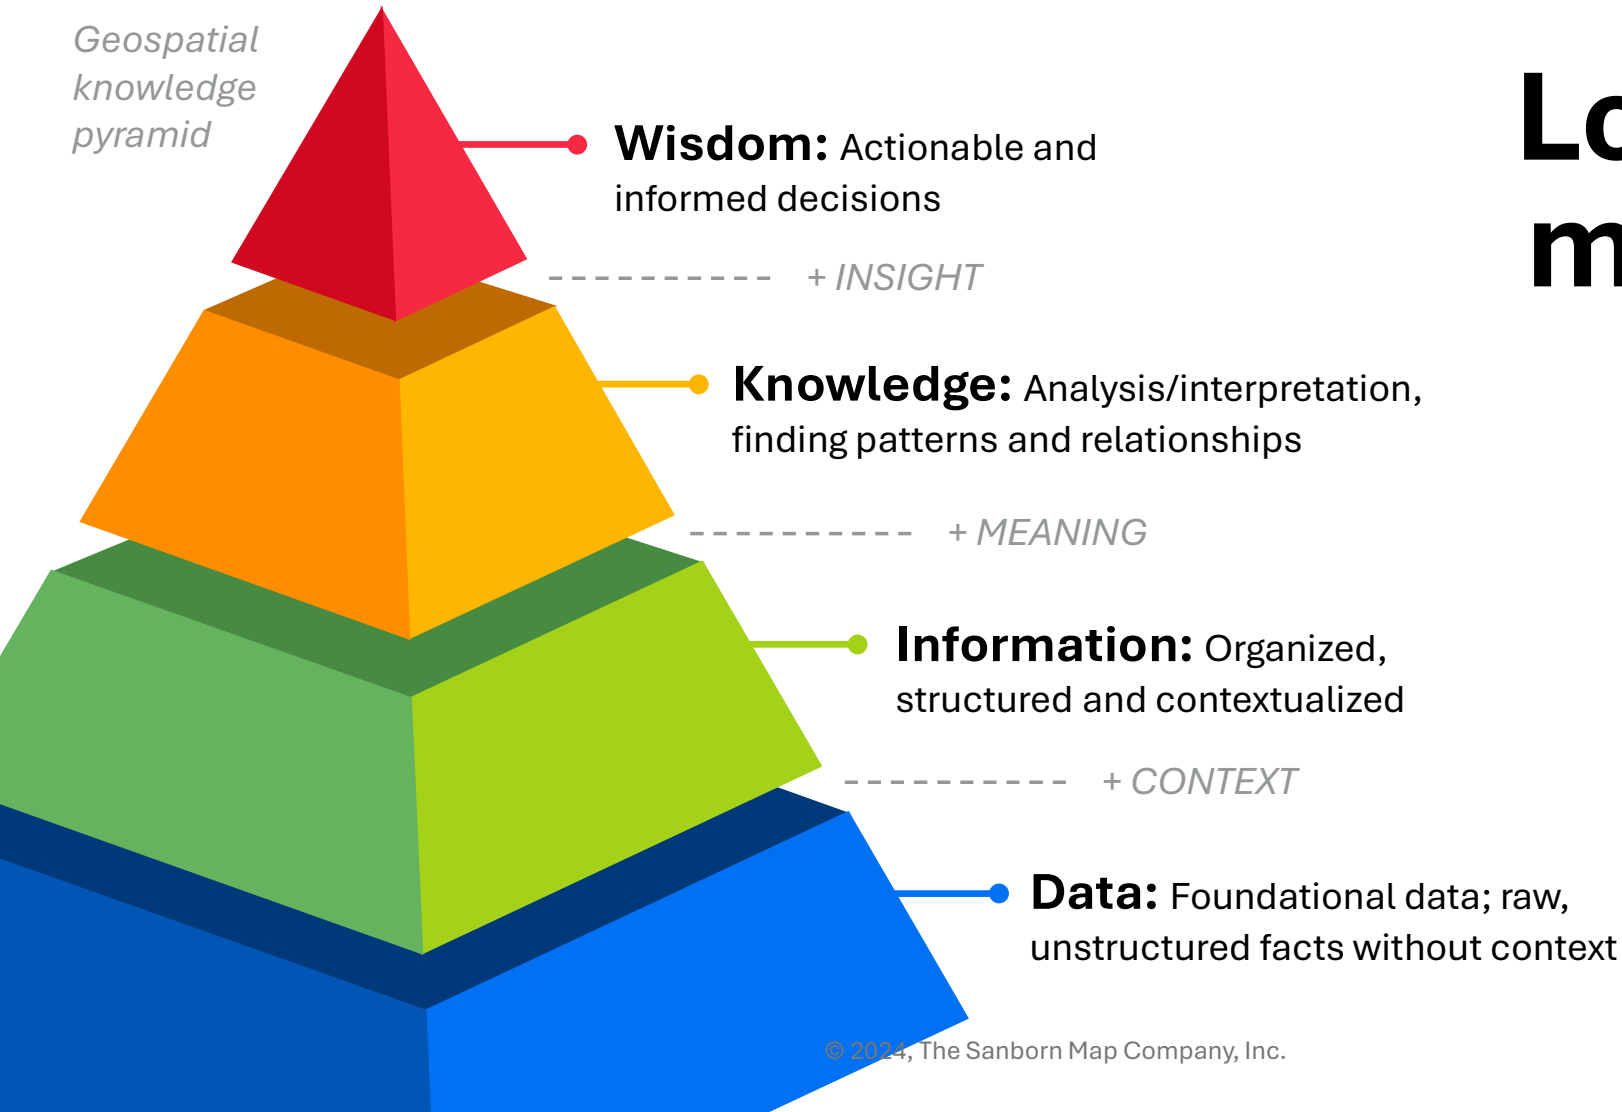 Geospatial
knowledge
pyramid
Wisdom: Actionable and
informed decisions
+ INSIGHT
Knowledge: Analysis/interpretation,
finding patterns and relationships
+ MEANING
Information: Organized,
structured and contextualized
+ CONTEXT
Data: Foundational data; raw,
unstructured facts without context
© 2024, The Sanborn Map Company, Inc.